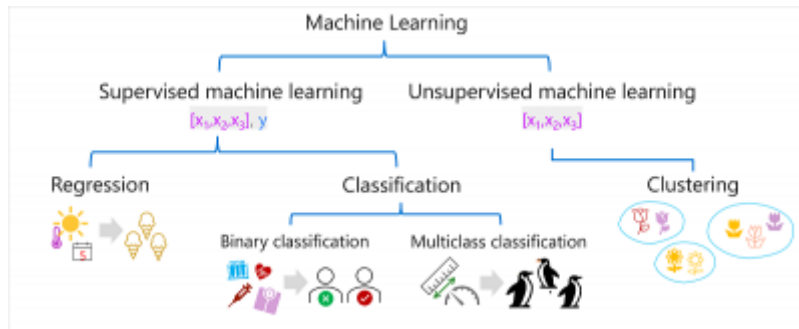 Machine Learning
Supervised machine learning
Unsupervised machine learning
[x₁,x₂,x₃], y
[x₁,x₂,x₃]
Regression
Classification
Clustering
Binary classification
Multiclass classification
5